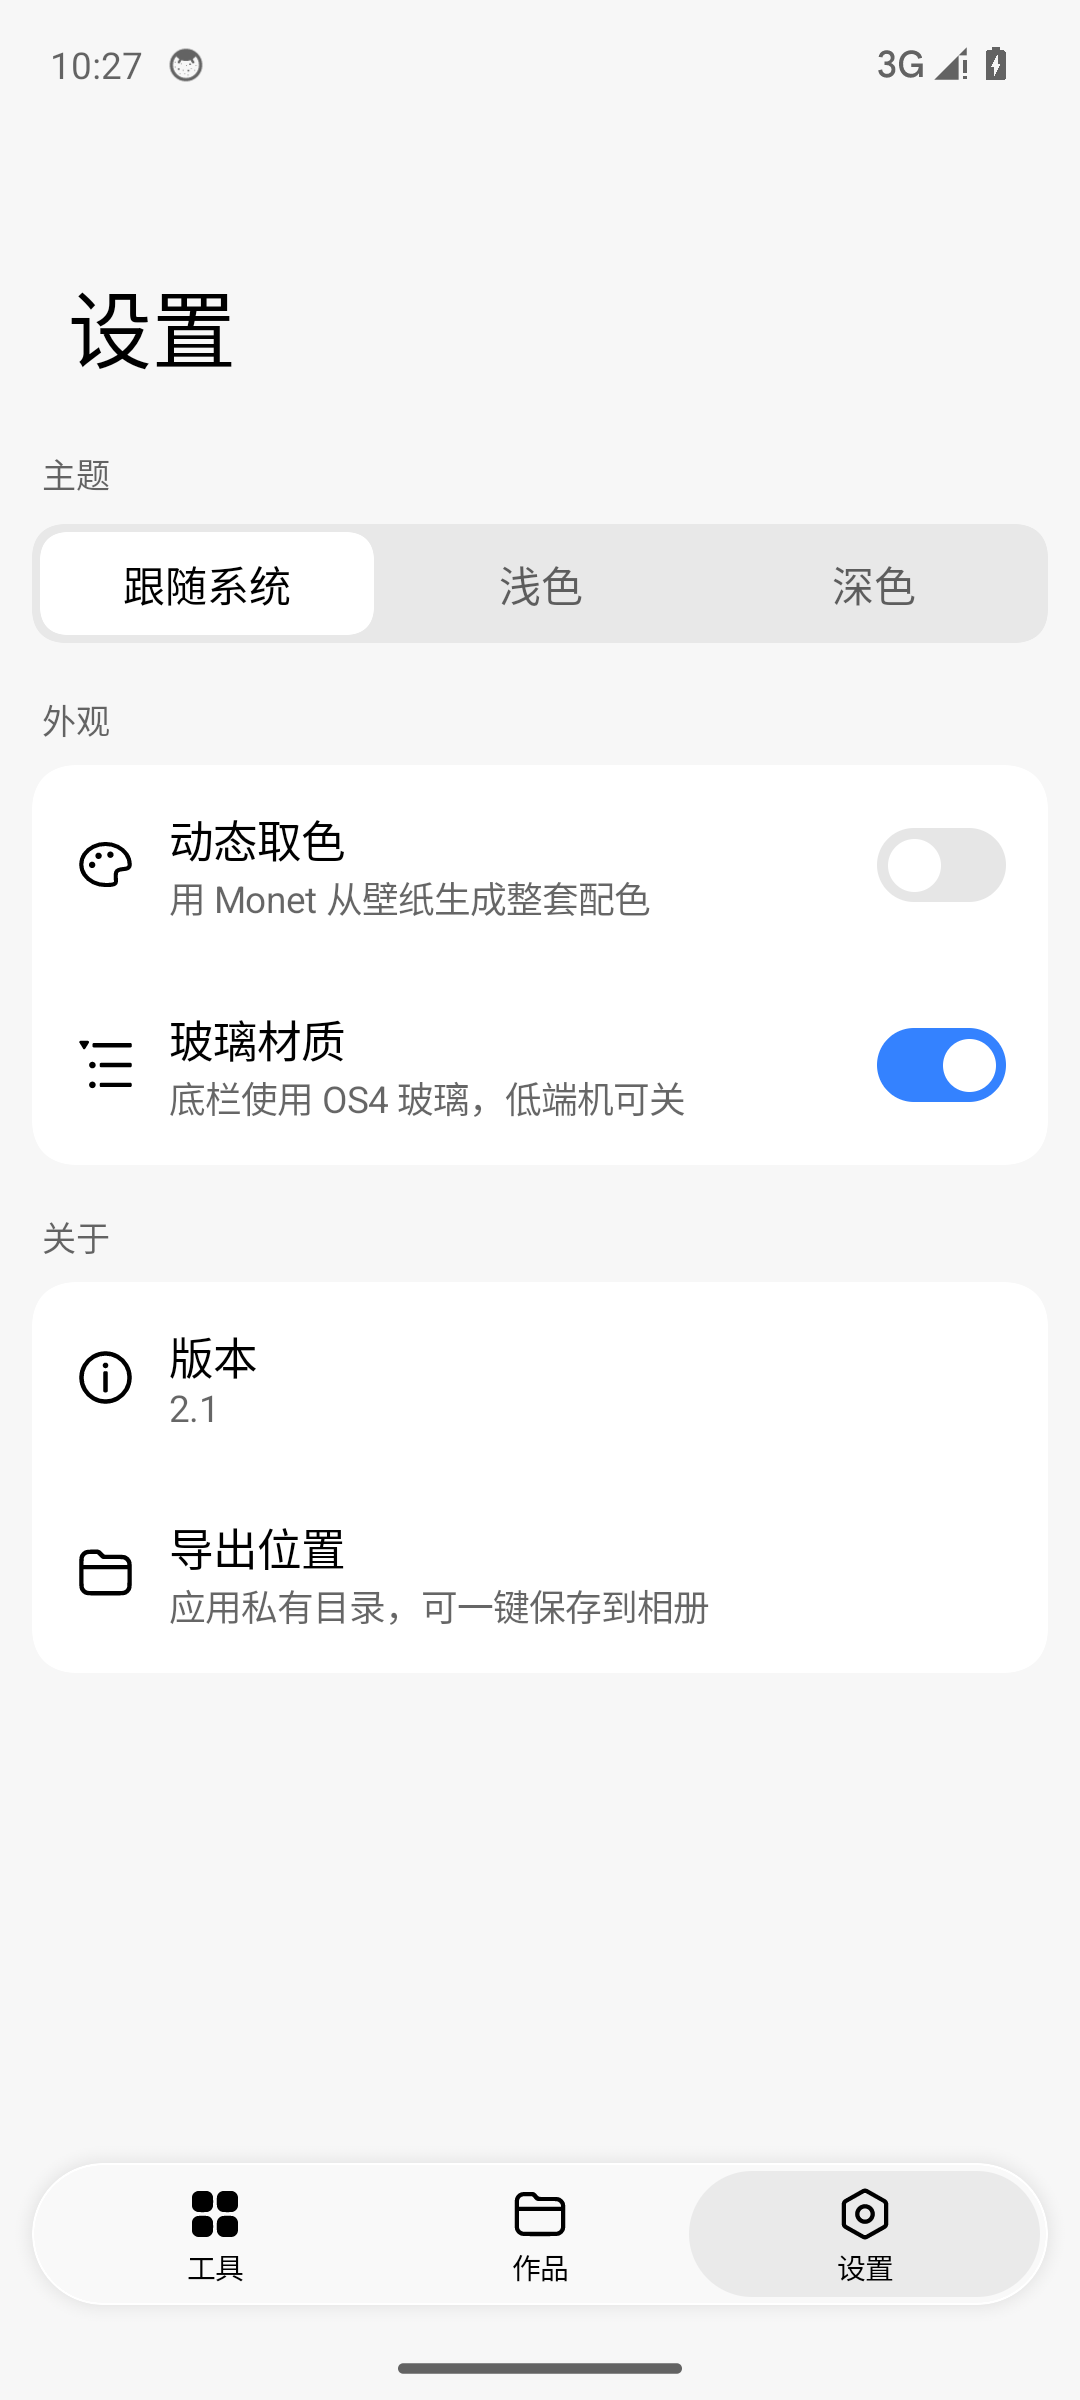 10:27
3G
设置
主题
跟随系统
浅色
深色
外观
动态取色
用 Monet 从壁纸生成整套配色
玻璃材质
底栏使用 OS4 玻璃，低端机可关
关于
版本
2.1
导出位置
应用私有目录，可一键保存到相册
工具
作品
设置